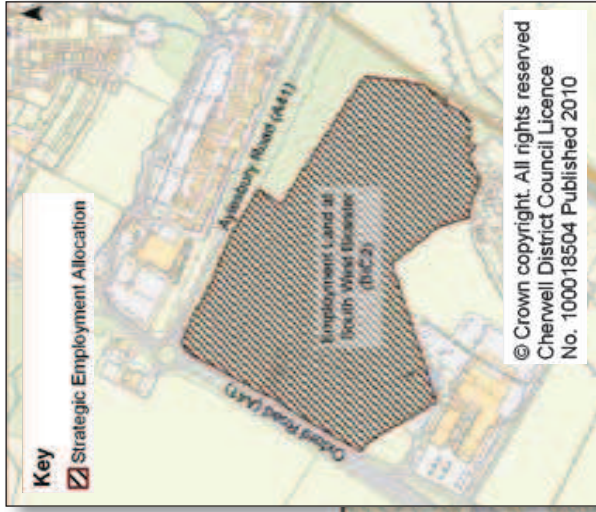 Key
Strategic Employment Allocation
Aylesbury Road (A41)
Oxford Road (A41)
Employment Land at
South West Bicester
(BIC2)
© Crown copyright. All rights reserved
Cherwell District Council Licence
No. 100018504 Published 2010